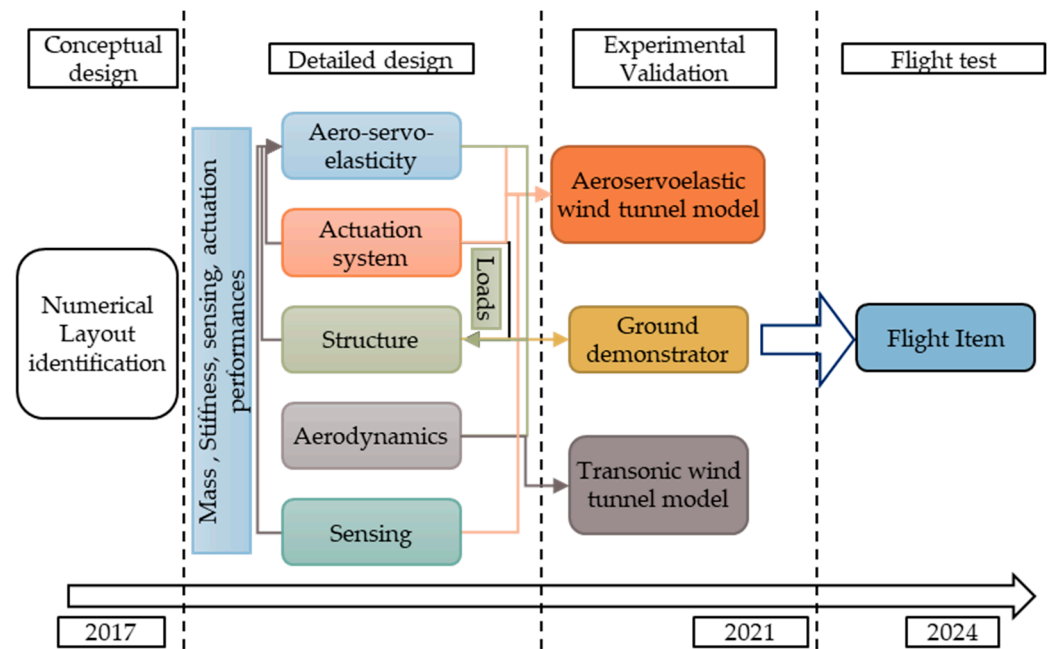 Conceptual
design
Detailed design
Experimental
Validation
Flight test
Numerical
Layout
identification
Mass , Stiffness, sensing, actuation
performances
Aero-servo-
elasticity
Actuation
system
Structure
Aerodynamics
Sensing
Loads
Aeroservoelastic
wind tunnel model
Ground
demonstrator
Transonic wind
tunnel model
Flight Item
2017
2021
2024